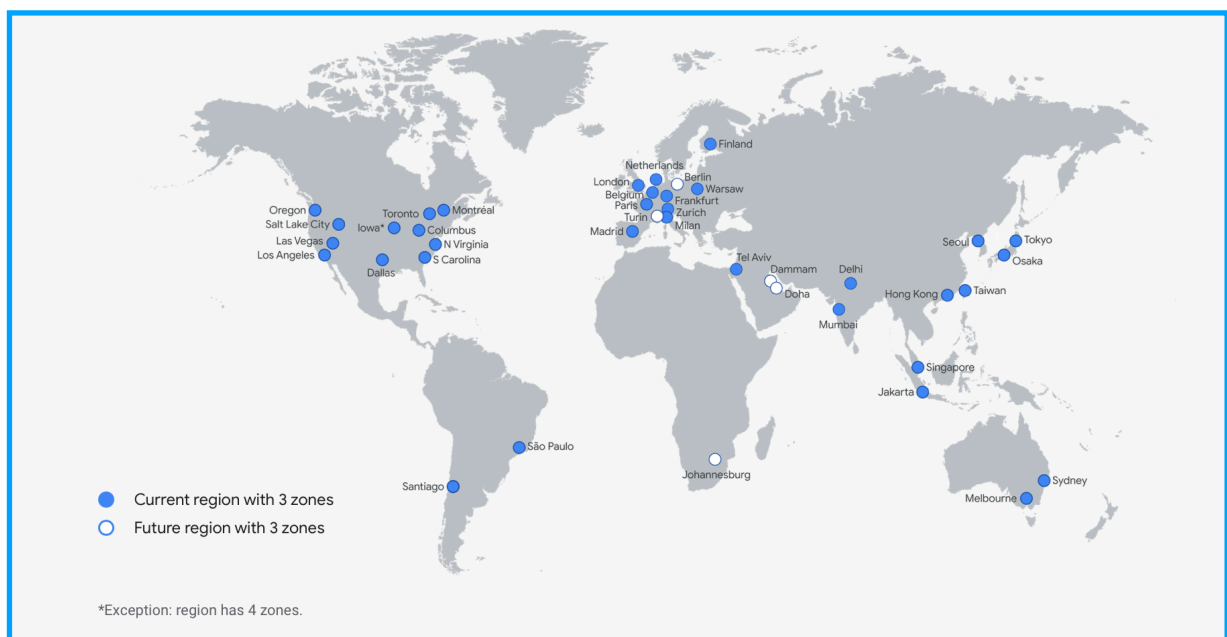 Finland
Netherlands
London
Berlin
Belgium
Warsaw
Paris
Frankfurt
Turin
Zurich
Milan
Madrid
Oregon
Toronto
Montréal
Salt Lake City
Iowa*
Columbus
Las Vegas
N Virginia
Los Angeles
S Carolina
Dallas
Seoul
Tokyo
Osaka
Tel Aviv
Dammam
Delhi
Doha
Hong Kong
Taiwan
Mumbai
Singapore
Jakarta
São Paulo
Johannesburg
Santiago
Sydney
Melbourne
Current region with 3 zones
Future region with 3 zones
*Exception: region has 4 zones.